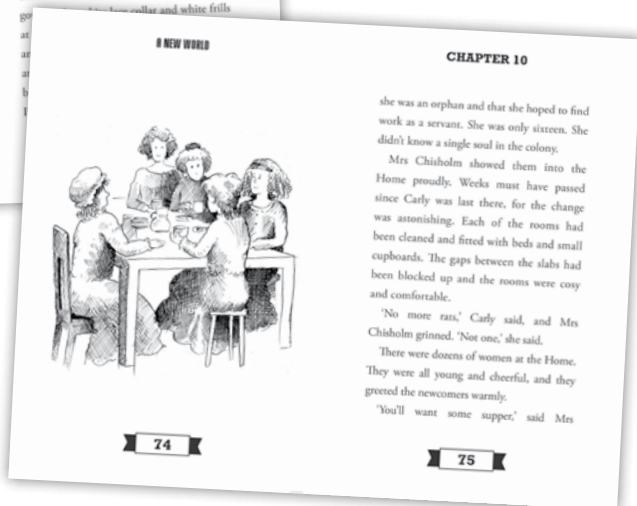 lace collar and white frills
at
A NEW WORLD
74
CHAPTER 10
she was an orphan and that she hoped to find
work as a servant. She was only sixteen. She
didn't know a single soul in the colony.
Mrs Chisholm showed them into the
Home proudly. Weeks must have passed
since Carly was last there, for the change
was astonishing. Each of the rooms had
been cleaned and fitted with beds and small
cupboards. The gaps between the slabs had
been blocked up and the rooms were cosy
and comfortable.
'No more rats,' Carly said, and Mrs
Chisholm grinned. 'Not one,' she said.
There were dozens of women at the Home.
They were all young and cheerful, and they
greeted the newcomers warmly.
'You'll want some supper,' said Mrs
75